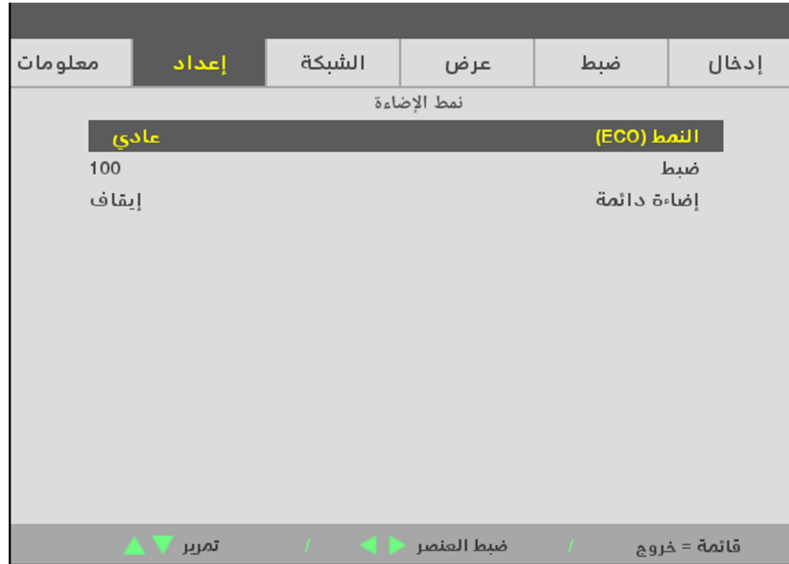 إدخال ضبط عرض الشبكة إعداد معلومات
نمط الإضاءة
النمط (ECO) عادي
ضبط 100
إضاءة دائمة إيقاف
قائمة = خروج / ضبط العنصر ▶ ◀ / تمرير ▼ ▲